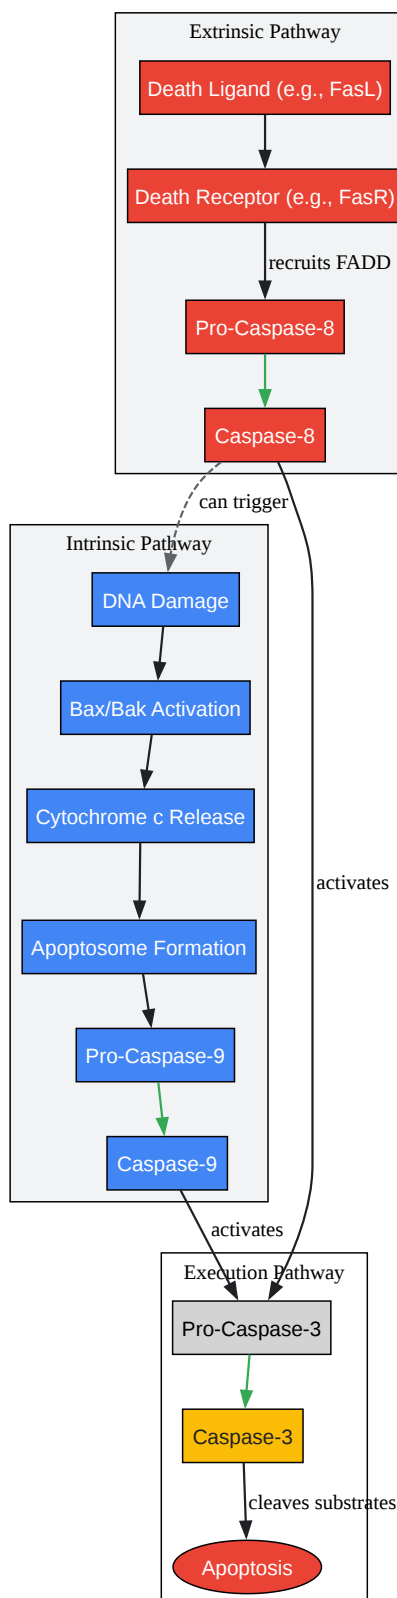 Extrinsic Pathway
Death Ligand (e.g., FasL)
Death Receptor (e.g., FasR)
recruits FADD
Pro-Caspase-8
Caspase-8
can trigger
Intrinsic Pathway
DNA Damage
Bax/Bak Activation
Cytochrome c Release
activates
Apoptosome Formation
Pro-Caspase-9
Caspase-9
activates
Execution Pathway
Pro-Caspase-3
Caspase-3
cleaves substrates
Apoptosis